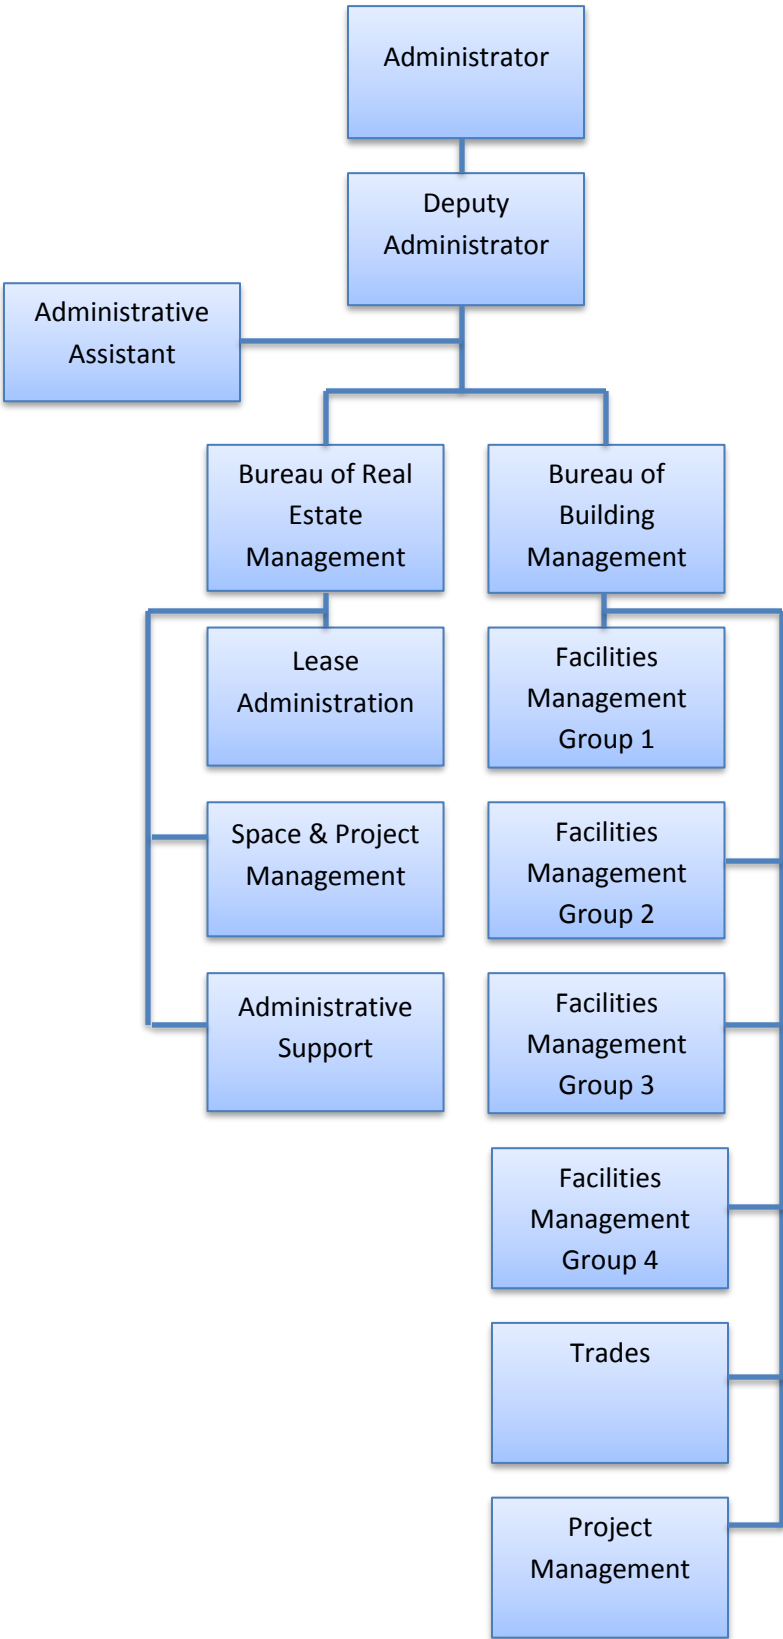 Administrator
Deputy
Administrator
Administrative
Assistant
Bureau of Real
Estate
Management
Bureau of
Building
Management
Lease
Administration
Space & Project
Management
Administrative
Support
Facilities
Management
Group 1
Facilities
Management
Group 2
Facilities
Management
Group 3
Facilities
Management
Group 4
Trades
Project
Management